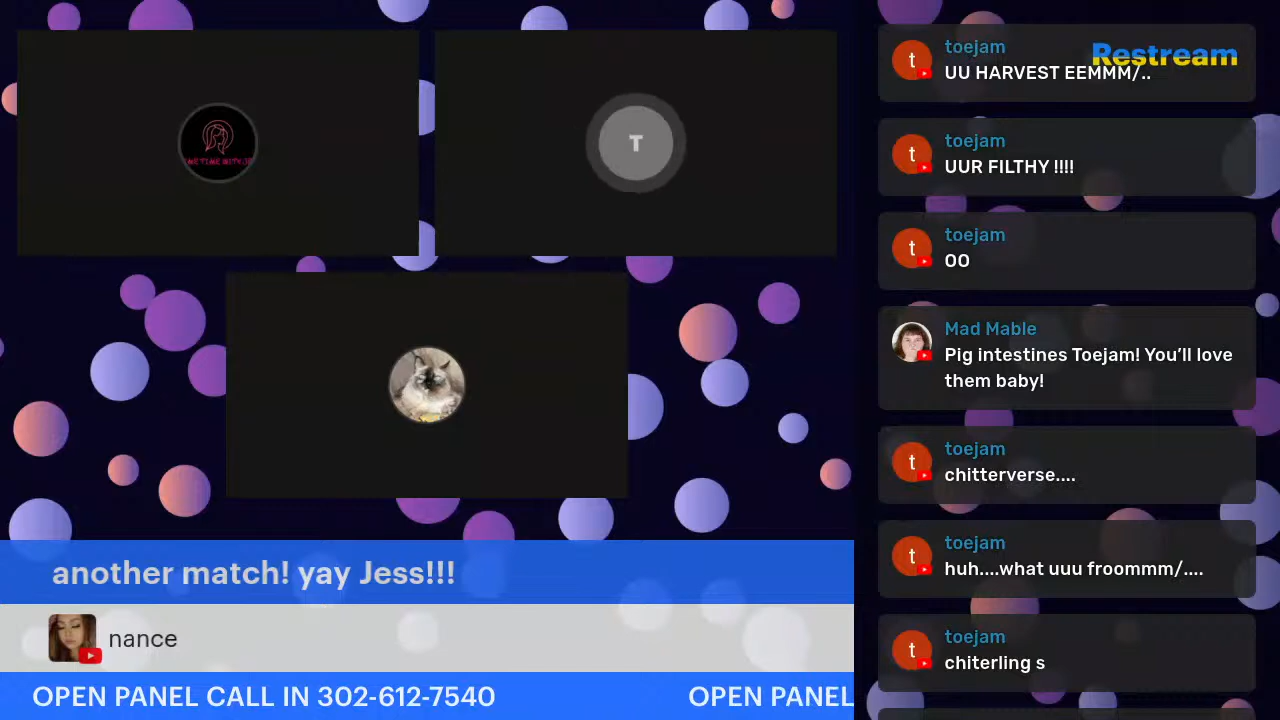 T
another match! yay Jess!!!
nance
OPEN PANEL CALL IN 302-612-7540
OPEN PANEL
Restream
t
toejam
UU HARVEST EEMMM/..
t
toejam
UUR FILTHY !!!!
t
toejam
OO
Mad Mable
Pig intestines Toejam! You’ll love
them baby!
t
toejam
chitterverse....
t
toejam
huh....what uuu froommm/....
t
toejam
chiterling s